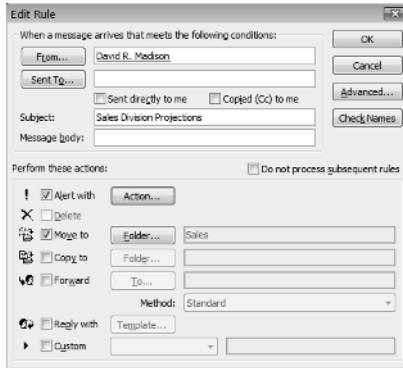 Edit Rule
When a message arrives that meets the following conditions:
From... David R. Madison
Sent To...
Sent directly to me Copied (Cc) to me
Subject: Sales Division Projections
Message body:
OK
Cancel
Advanced...
Check Names
Perform these actions: Do not process subsequent rules
Alert with Action...
Delete
Move to Folder... Sales
Copy to Folder...
Forward To...
Method: Standard
Reply with Template...
Custom